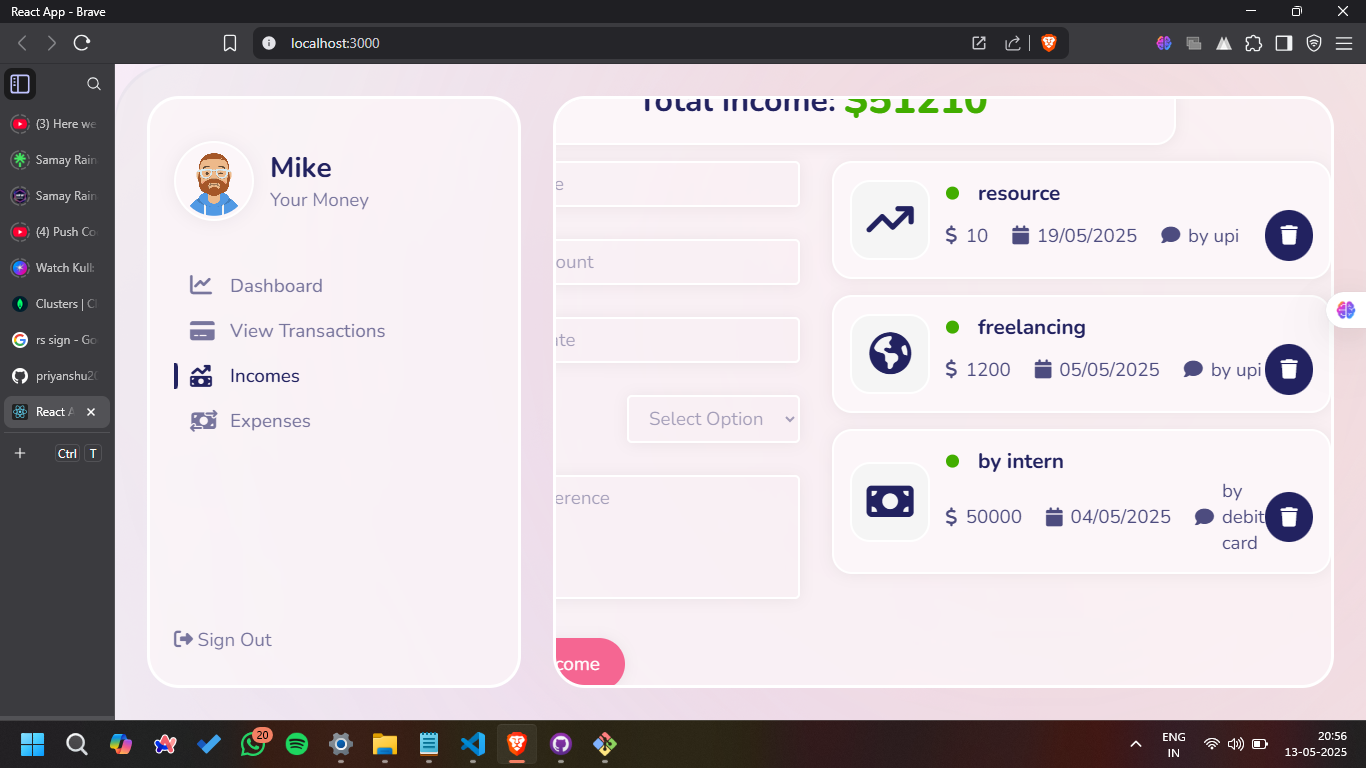 React App - Brave
localhost:3000
(3) Here we
Samay Rain
Samay Rain
(4) Push Co
Watch Kull
Clusters | Cl
rs sign - Go
priyanshu20
React A
Ctrl T
Mike
Your Money
Dashboard
View Transactions
Incomes
Expenses
Sign Out
Total Income: $51210
e
ount
ate
Select Option
erence
come
resource
$ 10 19/05/2025 by upi
freelancing
$ 1200 05/05/2025 by upi
by intern
$ 50000 04/05/2025 by
debit
card
20
ENG
IN
20:56
13-05-2025